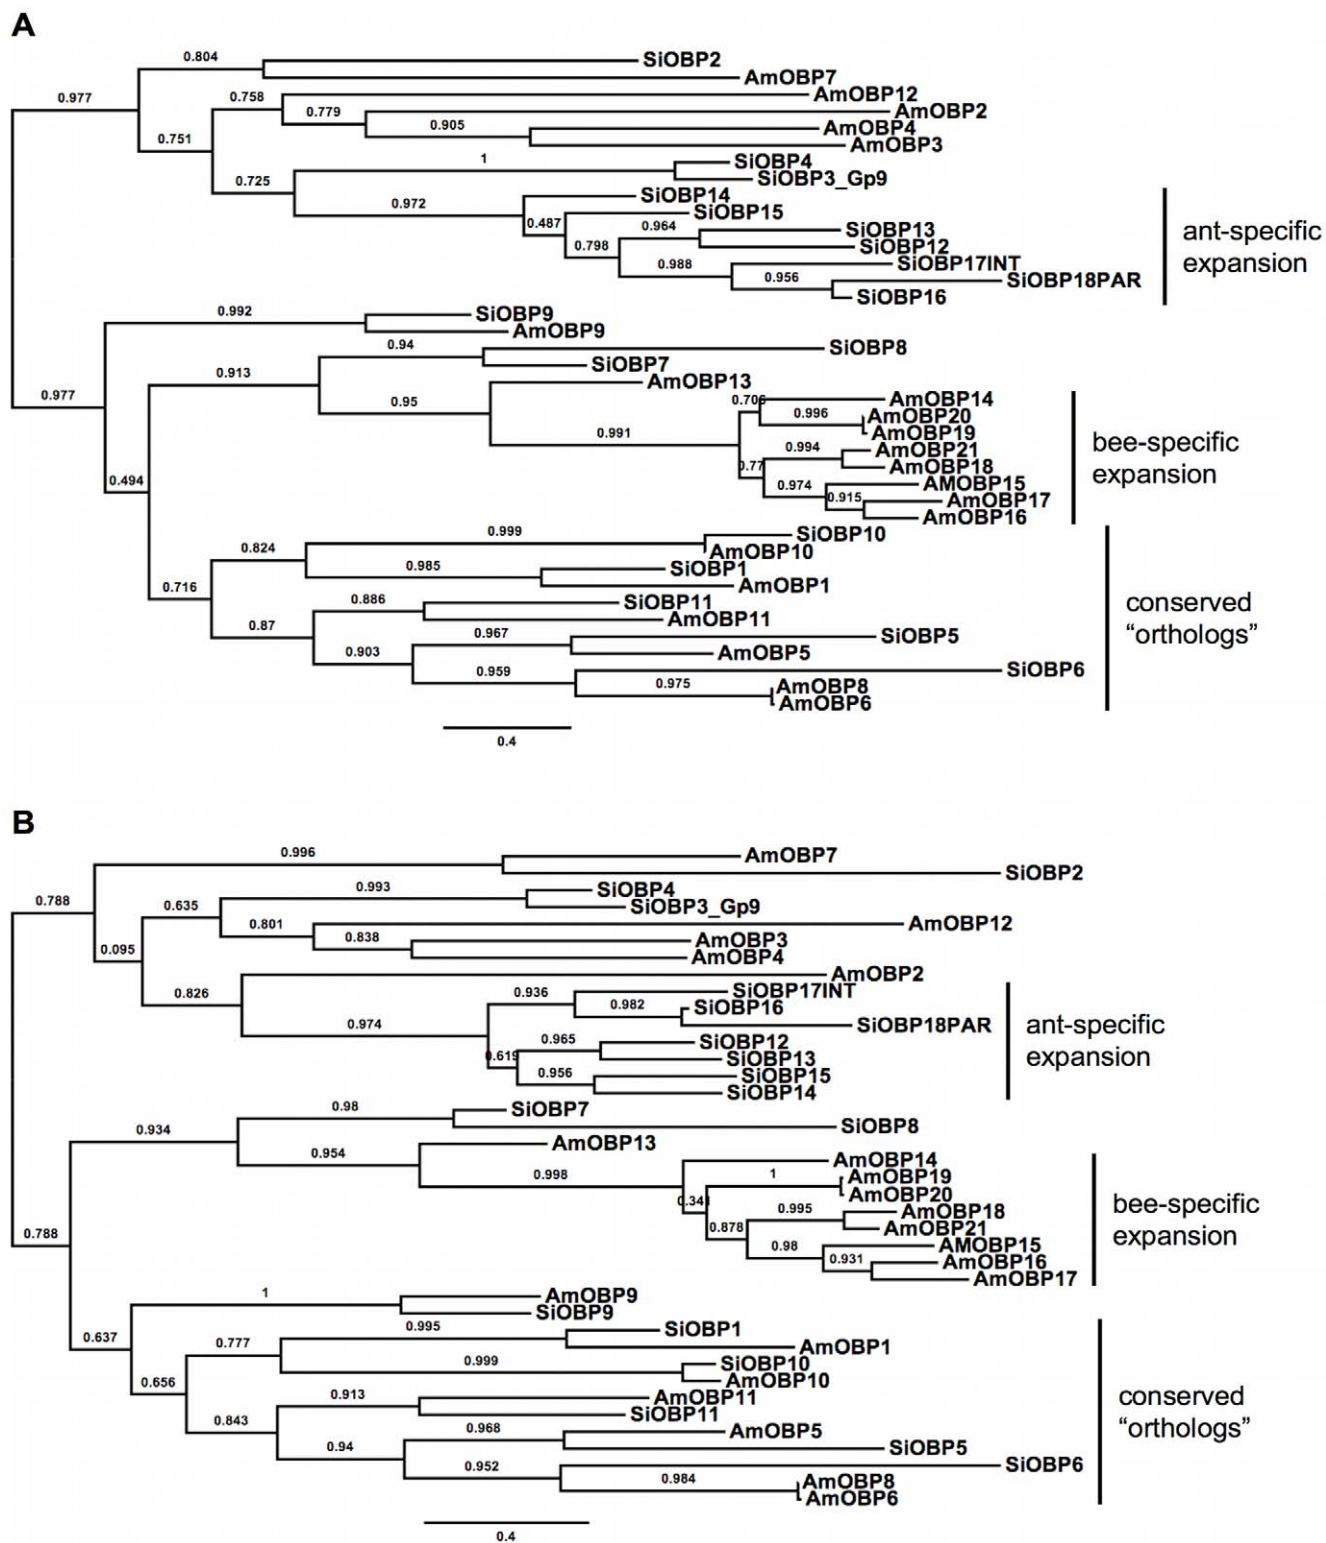 A
0.804
SiOBP2
AmOBP7
0.977
0.758
AmOBP12
0.779
AmOBP2
0.905
AmOBP4
0.751
AmOBP3
1
SiOBP4
0.725
SiOBP3_Gp9
0.972
SiOBP14
0.487
SiOBP15
0.964
SiOBP13
0.798
SiOBP12
0.988
SiOBP17INT
0.956
SiOBP18PAR
SiOBP16
ant-specific
expansion
0.992
SiOBP9
AmOBP9
0.977
0.94
SiOBP8
0.913
SiOBP7
AmOBP13
0.95
0.991
AmOBP14
0.996
AmOBP20
AmOBP19
0.994
AmOBP21
0.77
AmOBP18
0.974
AMOBP15
0.915
AmOBP17
AmOBP16
bee-specific
expansion
0.494
0.999
SiOBP10
0.824
AmOBP10
0.985
SiOBP1
AmOBP1
0.716
0.886
SiOBP11
AmOBP11
0.87
0.967
SiOBP5
0.903
AmOBP5
0.959
SiOBP6
0.975
AmOBP8
AmOBP6
conserved
“orthologs”
0.4
B
0.996
AmOBP7
SiOBP2
0.788
0.993
SiOBP4
0.635
SiOBP3_Gp9
0.801
AmOBP12
0.838
AmOBP3
0.095
AmOBP4
0.826
AmOBP2
0.936
SiOBP17INT
0.982
SiOBP16
SiOBP18PAR
0.974
0.965
SiOBP12
0.619
SiOBP13
0.956
SiOBP15
SiOBP14
ant-specific
expansion
0.98
SiOBP7
0.934
SiOBP8
0.954
AmOBP13
0.998
AmOBP14
1
AmOBP19
AmOBP20
0.995
AmOBP18
0.878
AmOBP21
0.98
AMOBP15
0.931
AmOBP16
AmOBP17
bee-specific
expansion
0.788
1
AmOBP9
SiOBP9
0.637
0.995
SiOBP1
0.777
AmOBP1
0.999
SiOBP10
0.656
AmOBP10
0.913
AmOBP11
SiOBP11
0.843
0.968
AmOBP5
0.94
SiOBP5
0.952
SiOBP6
0.984
AmOBP8
AmOBP6
conserved
“orthologs”
0.4